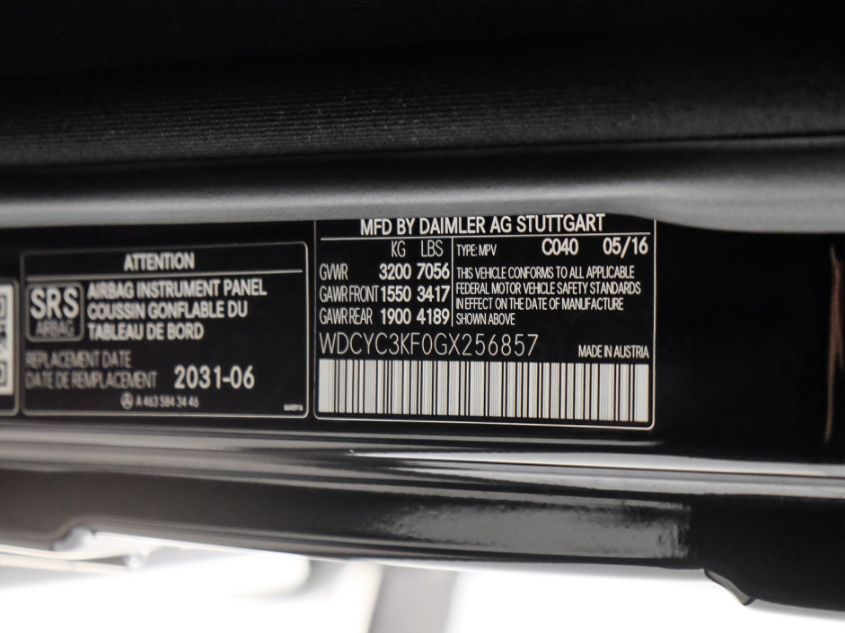 ATTENTION
SRS
AIRBAG
AIRBAG INSTRUMENT PANEL
COUSSIN GONFLABLE DU
TABLEAU DE BORD
REPLACEMENT DATE
DATE DE REMPLACEMENT 2031-06
A 463 584 34 46
MFD BY DAIMLER AG STUTTGART
KG LBS TYPE: MPV C040 05/16
GVWR 3200 7056
GAWR FRONT 1550 3417
GAWR REAR 1900 4189
THIS VEHICLE CONFORMS TO ALL APPLICABLE
FEDERAL MOTOR VEHICLE SAFETY STANDARDS
IN EFFECT ON THE DATE OF MANUFACTURE
SHOWN ABOVE
WDCYC3KF0GX256857 MADE IN AUSTRIA